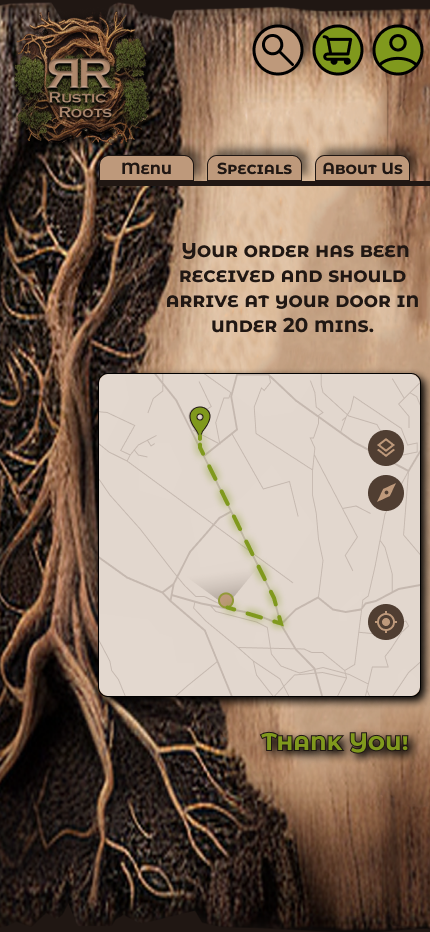 ЯR
Rustic
Roots
Menu
Specials
About Us
Your order has been
received and should
arrive at your door in
under 20 mins.
Thank You!